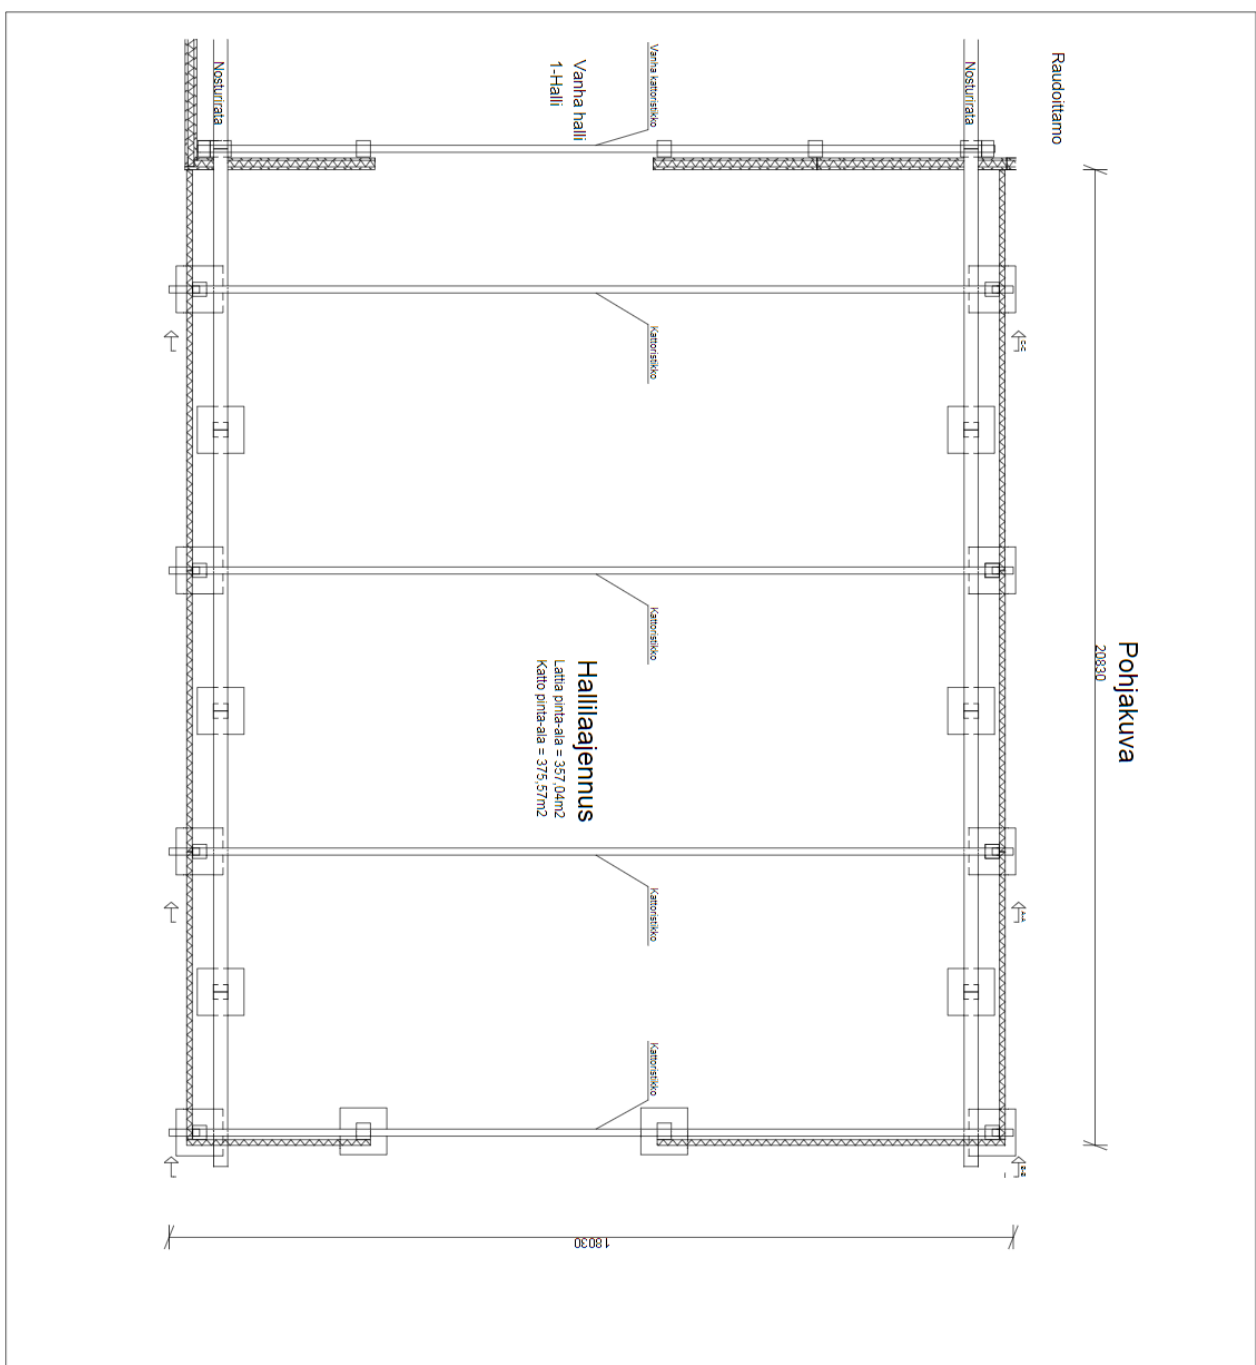 Pohjakuva
20830
Raudoittamo
Nosturirata
Vanha kattoristikko
Vanha halli
1-Halli
Nosturirata
Kattoristikko
Kattoristikko
Hallilaajennus
Lattia pinta-ala = 357,04m2
Katto pinta-ala = 375,57m2
Kattoristikko
Kattoristikko
C-C
A-A
B-B
18030